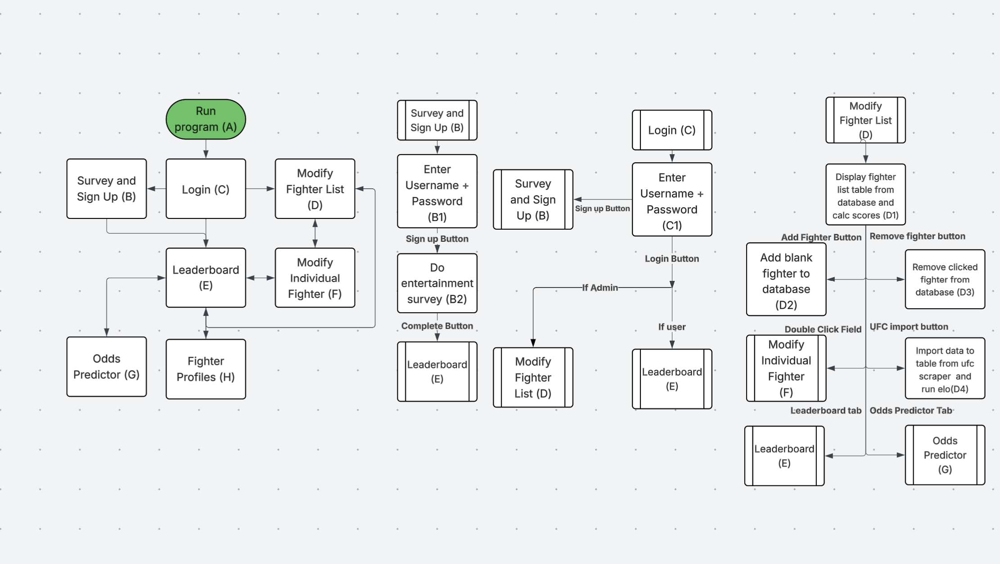 Run
program (A)
Survey and
Sign Up (B)
Login (C)
Modify
Fighter List
(D)
Leaderboard
(E)
Modify
Individual
Fighter (F)
Odds
Predictor (G)
Fighter
Profiles (H)
Survey and
Sign Up (B)
Enter
Username +
Password
(B1)
Sign up Button
Do
entertainment
survey (B2)
Complete Button
Leaderboard
(E)
Login (C)
Enter
Username +
Password
(C1)
Sign up Button
Survey
and Sign
Up (B)
Login Button
If Admin
If user
Modify
Fighter
List (D)
Leaderboard
(E)
Modify
Fighter List
(D)
Display fighter
list table from
database and
calc scores (D1)
Add Fighter Button
Remove fighter button
Add blank
fighter to
database
(D2)
Remove clicked
fighter from
database (D3)
Double Click Field
UFC import button
Modify
Individual
Fighter
(F)
Import data to
table from ufc
scraper and
run elo(D4)
Leaderboard tab
Odds Predictor Tab
Leaderboard
(E)
Odds
Predictor
(G)